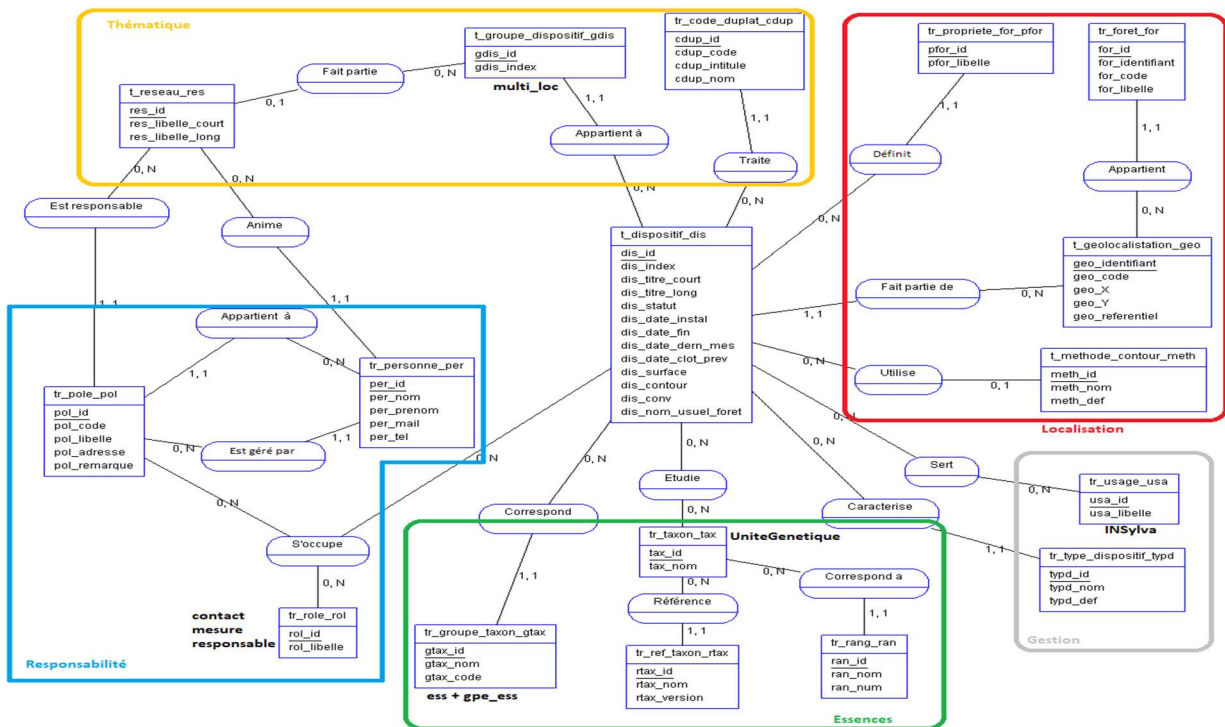 Thématique
t_groupe_dispositif_gdis
gdis_id
gdis_index
multi_loc
tr_code_duplat_cdup
cdup_id
cdup_code
cdup_intitule
cdup_nom
Fait partie
0, N
0, 1
t_reseau_res
res_id
res_libelle_court
res_libelle_long
1, 1
Appartient à
0, N
1, 1
Traite
0, N
0, N
0, N
Est responsable
1, 1
Anime
1, 1
tr_propriete_for_pfor
pfor_id
pfor_libelle
tr_foret_for
for_id
for_identifiant
for_code
for_libelle
1, 1
Définit
0, N
1, 1
Appartient
0, N
t_geolocalistation_geo
geo_identifiant
geo_code
geo_X
geo_Y
geo_referentiel
Fait partie de
0, N
1, 1
t_methode_contour_meth
meth_id
meth_nom
meth_def
Utilise
0, N
0, 1
Localisation
t_dispositif_dis
dis_id
dis_index
dis_titre_court
dis_titre_long
dis_statut
dis_date_instal
dis_date_fin
dis_date_dern_mes
dis_date_clot_prev
dis_surface
dis_contour
dis_conv
dis_nom_usuel_foret
Appartient à
1, 1
0, N
tr_personne_per
per_id
per_nom
per_prenom
per_mail
per_tel
tr_pole_pol
pol_id
pol_code
pol_libelle
pol_adresse
pol_remarque
Est géré par
0, N
1, 1
0, N
0, N
S'occupe
0, N
contact
mesure
responsable
tr_role_rol
rol_id
rol_libelle
Responsabilité
0, N
Correspond
1, 1
0, N
Etudie
0, N
0, N
Caracterise
1, 1
0, N
Sert
0, N
tr_usage_usa
usa_id
usa_libelle
INSylva
tr_type_dispositif_typd
typd_id
typd_nom
typd_def
Gestion
tr_taxon_tax
tax_id
tax_nom
UniteGenetique
0, N
Référence
1, 1
0, N
Correspond a
1, 1
tr_groupe_taxon_gtax
gtax_id
gtax_nom
gtax_code
ess + gpe_ess
tr_ref_taxon_rtax
rtax_id
rtax_nom
rtax_version
tr_rang_ran
ran_id
ran_nom
ran_num
Essences